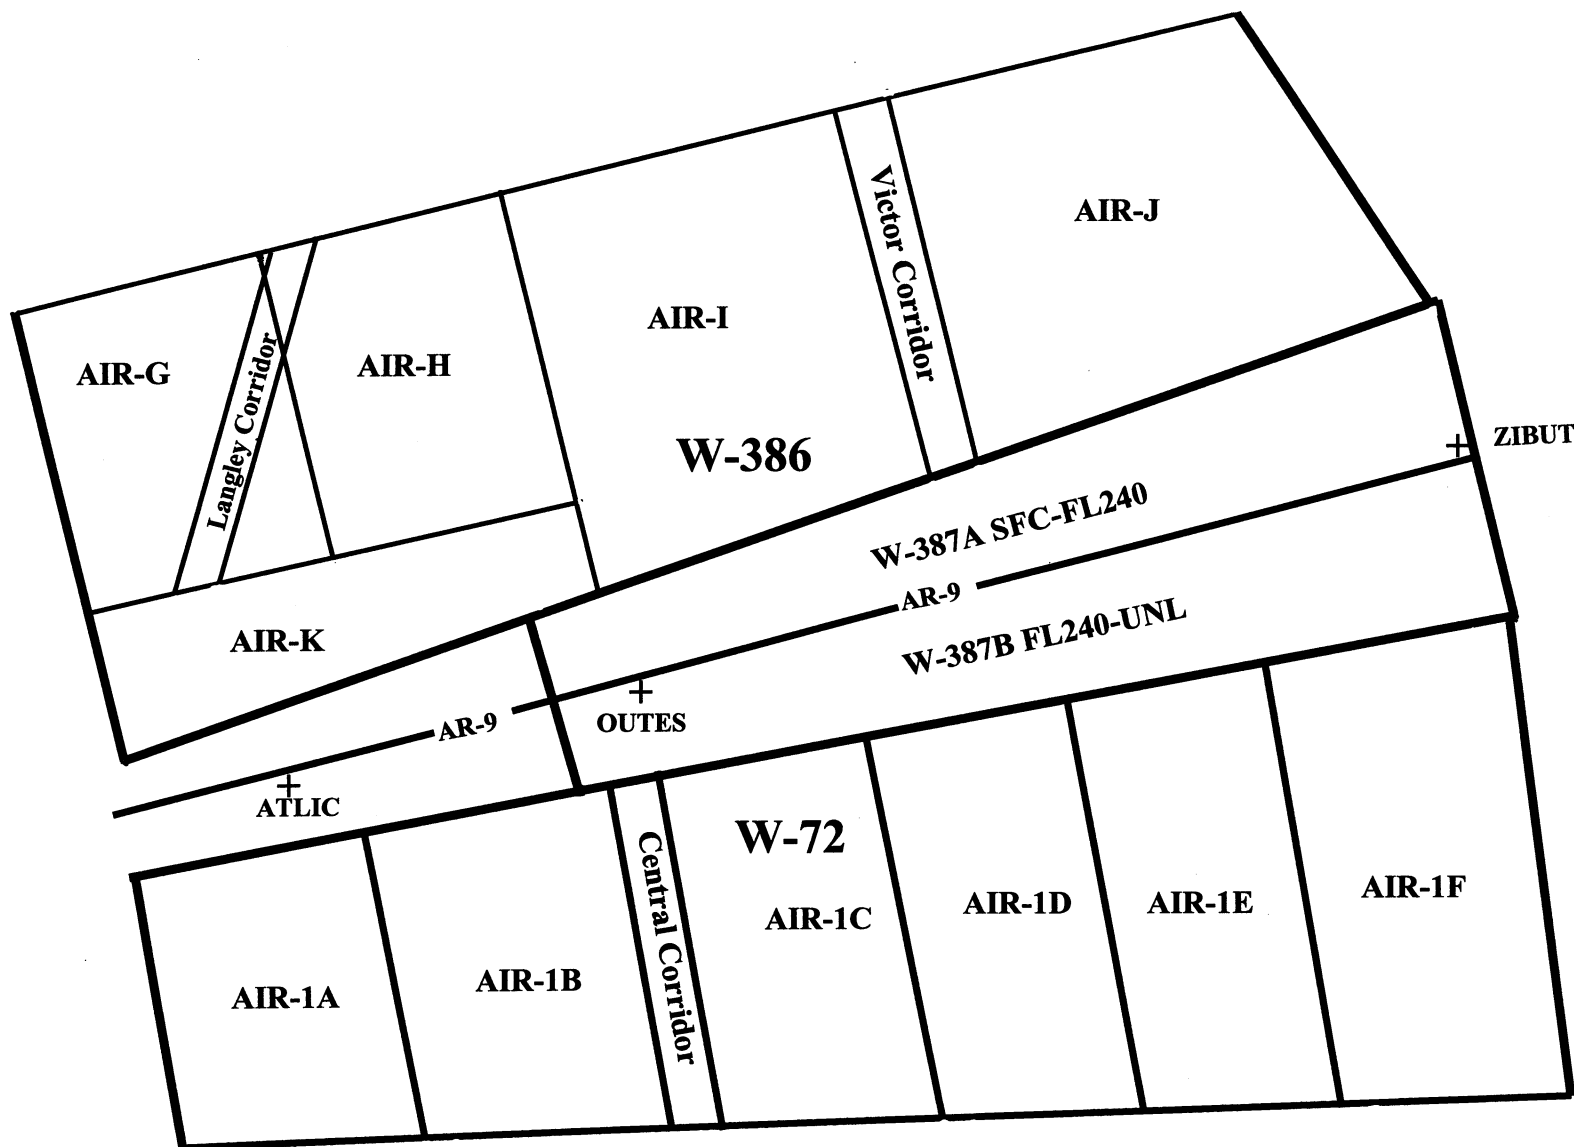 AIR-J
Victor Corridor
AIR-I
AIR-G
Langley Corridor
AIR-H
W-386
ZIBUT
W-387A SFC-FL240
AR-9
W-387B FL240-UNL
AIR-K
OUTES
AR-9
ATLIC
W-72
Central Corridor
AIR-1A
AIR-1B
AIR-1C
AIR-1D
AIR-1E
AIR-1F